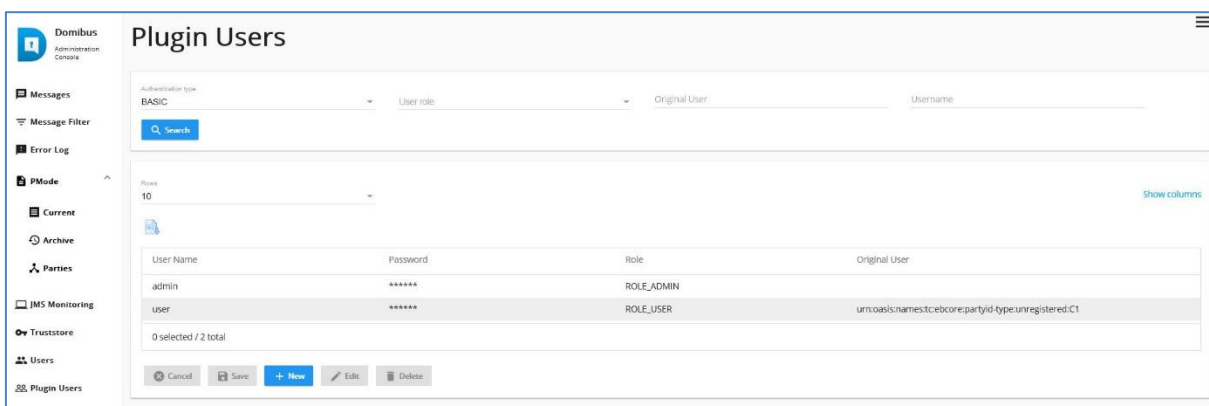 Domibus
Administration
Console
Messages
Message Filter
Error Log
PMode
Current
Archive
Parties
JMS Monitoring
Truststore
Users
Plugin Users
Plugin Users
Authentication type
BASIC
User role
Original User
Username
Search
Rows
10
Show columns
User Name Password Role Original User
admin ****** ROLE_ADMIN
user ****** ROLE_USER urn:oasis:names:tc:ebcore:partyid-type:unregistered:C1
0 selected / 2 total
Cancel Save New Edit Delete